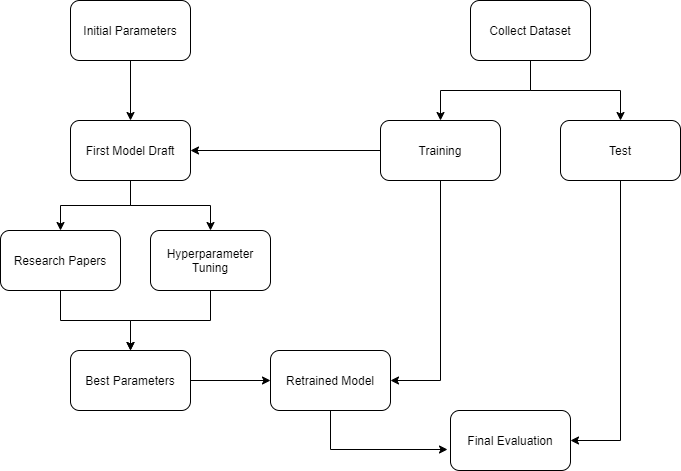 Initial Parameters
Collect Dataset
First Model Draft
Training
Test
Research Papers
Hyperparameter
Tuning
Best Parameters
Retrained Model
Final Evaluation